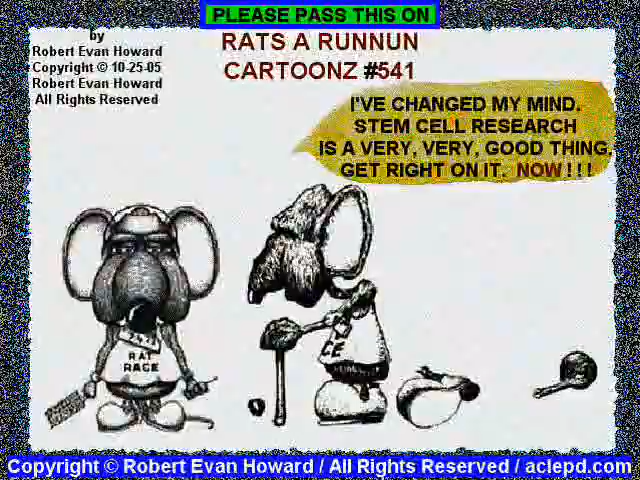 PLEASE PASS THIS ON
by
Robert Evan Howard
Copyright © 10-25-05
Robert Evan Howard
All Rights Reserved
RATS A RUNNUN
CARTOONZ #541
I'VE CHANGED MY MIND.
STEM CELL RESEARCH
IS A VERY, VERY, GOOD THING.
GET RIGHT ON IT. NOW ! ! !
RAT
RACE
CE
Copyright © Robert Evan Howard / All Rights Reserved / aclepd.com